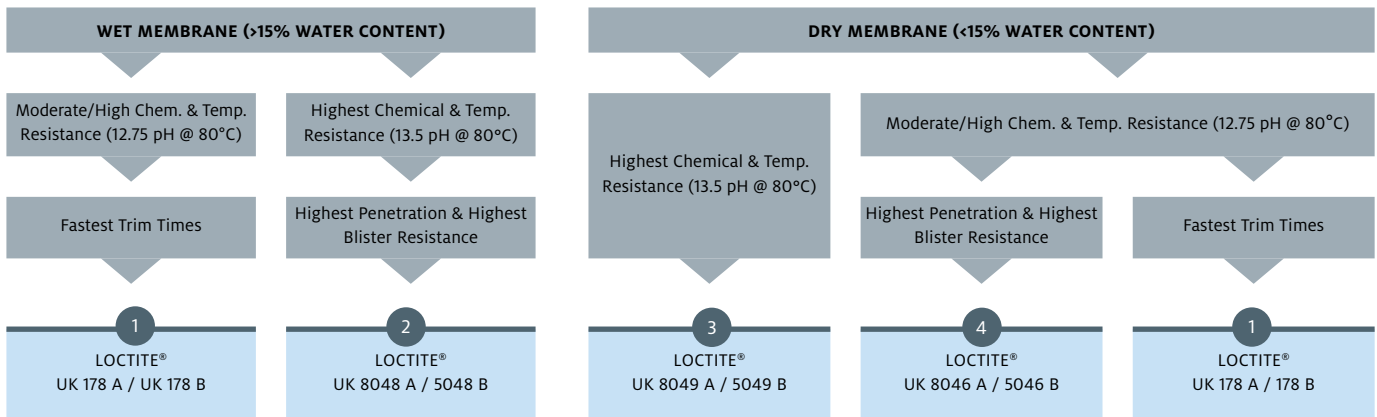 WET MEMBRANE (>15% WATER CONTENT)
DRY MEMBRANE (<15% WATER CONTENT)
Moderate/High Chem. & Temp.
Resistance (12.75 pH @ 80°C)
Highest Chemical & Temp.
Resistance (13.5 pH @ 80°C)
Highest Chemical & Temp.
Resistance (13.5 pH @ 80°C)
Moderate/High Chem. & Temp. Resistance (12.75 pH @ 80°C)
Fastest Trim Times
Highest Penetration & Highest
Blister Resistance
Highest Penetration & Highest
Blister Resistance
Fastest Trim Times
1
LOCTITE®
UK 178 A / UK 178 B
2
LOCTITE®
UK 8048 A / 5048 B
3
LOCTITE®
UK 8049 A / 5049 B
4
LOCTITE®
UK 8046 A / 5046 B
1
LOCTITE®
UK 178 A / 178 B